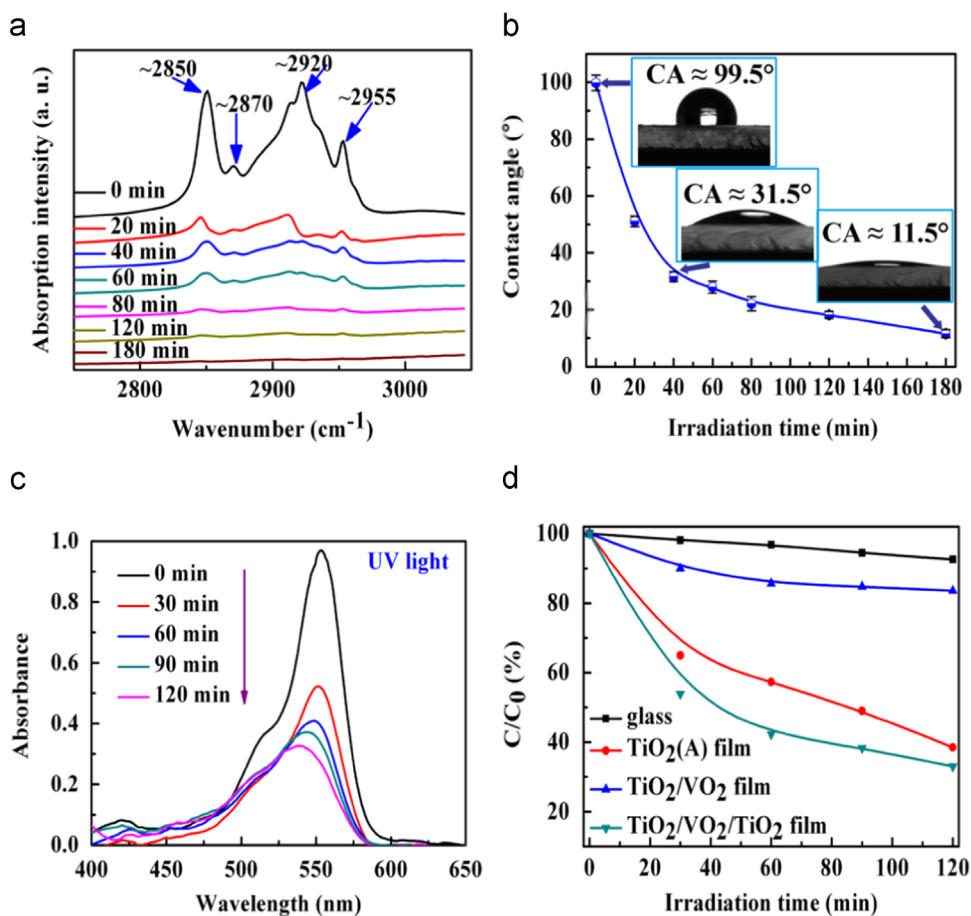 a
~2850
~2870
~2920
~2955
0 min
20 min
40 min
60 min
80 min
120 min
180 min
2800
2900
3000
Wavenumber (cm-1)
Absorption intensity (a. u.)
b
CA ≈ 99.5°
CA ≈ 31.5°
CA ≈ 11.5°
100
80
60
40
20
0
0 20 40 60 80 100 120 140 160 180
Irradiation time (min)
Contact angle (°)
c
UV light
0 min
30 min
60 min
90 min
120 min
1.0
0.8
0.6
0.4
0.2
0.0
400 450 500 550 600 650
Wavelength (nm)
Absorbance
d
glass
TiO2(A) film
TiO2/VO2 film
TiO2/VO2/TiO2 film
100
80
60
40
20
0 20 40 60 80 100 120
Irradiation time (min)
C/C0 (%)